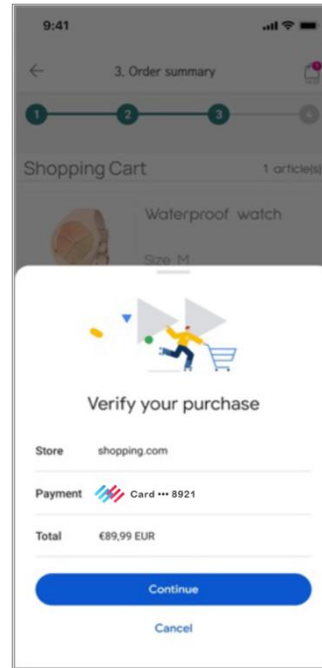 9:41
3. Order summary
1 2 3 4
Shopping Cart 1 article(s)
Waterproof watch
Size M
Verify your purchase
Store shopping.com
Payment Card ••• 8921
Total €89,99 EUR
Continue
Cancel